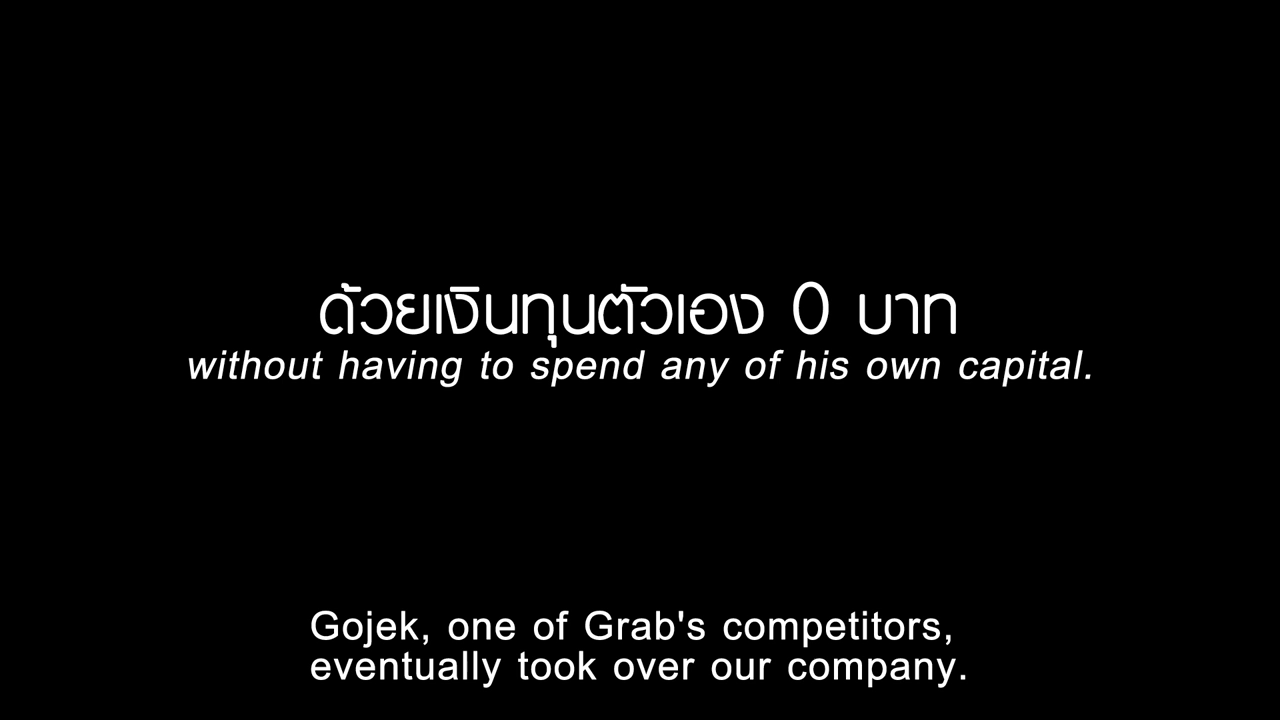 ด้วยเงินทุนตัวเอง 0 บาท
without having to spend any of his own capital.
Gojek, one of Grab's competitors,
eventually took over our company.